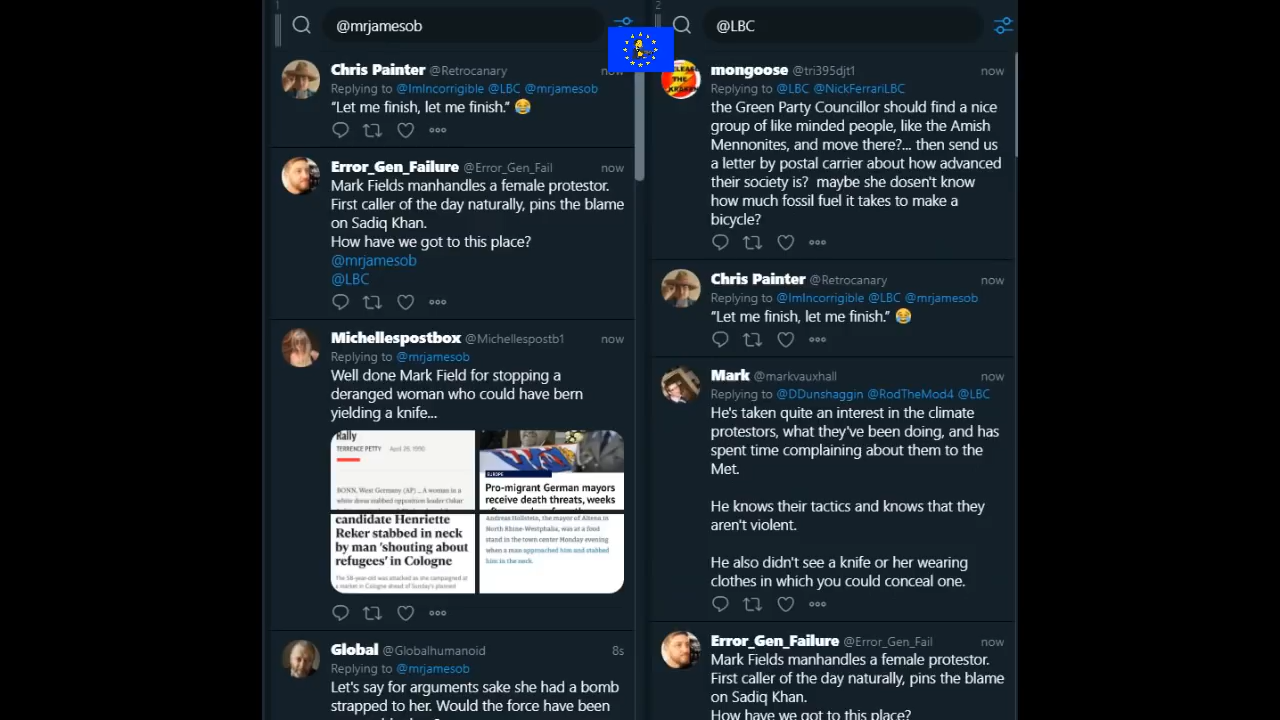 1
@mrjamesob
Chris Painter @Retrocanary now
Replying to @ImIncorrigible @LBC @mrjamesob
“Let me finish, let me finish.” 😂
Error_Gen_Failure @Error_Gen_Fail now
Mark Fields manhandles a female protestor.
First caller of the day naturally, pins the blame
on Sadiq Khan.
How have we got to this place?
@mrjamesob
@LBC
Michellespostbox @Michellespostb1 now
Replying to @mrjamesob
Well done Mark Field for stopping a
deranged woman who could have bern
yielding a knife...
Rally
TERRENCE PETTY April 26, 1990
BONN, West Germany (AP) _ A woman in a
white dress stabbed opposition leader Oskar
EUROPE
Pro-migrant German mayors
receive death threats, weeks
candidate Henriette
Reker stabbed in neck
by man 'shouting about
refugees' in Cologne
The 58-year-old was attacked as she campaigned at
a market in Cologne ahead of Sunday's planned
Andreas Hollstein, the mayor of Altena in
North Rhine-Westphalia, was at a food
stand in the town center Monday evening
when a man approached him and stabbed
him in the neck.
Global @Globalhumanoid 8s
Replying to @mrjamesob
Let's say for arguments sake she had a bomb
strapped to her. Would the force have been
2
@LBC
mongoose @tri395djt1 now
RELEASE
THE
KRAKEN
Replying to @LBC @NickFerrariLBC
the Green Party Councillor should find a nice
group of like minded people, like the Amish
Mennonites, and move there?... then send us
a letter by postal carrier about how advanced
their society is? maybe she dosen't know
how much fossil fuel it takes to make a
bicycle?
Chris Painter @Retrocanary now
Replying to @ImIncorrigible @LBC @mrjamesob
“Let me finish, let me finish.” 😂
Mark @markvauxhall now
Replying to @DDunshaggin @RodTheMod4 @LBC
He's taken quite an interest in the climate
protestors, what they've been doing, and has
spent time complaining about them to the
Met.
He knows their tactics and knows that they
aren't violent.
He also didn't see a knife or her wearing
clothes in which you could conceal one.
Error_Gen_Failure @Error_Gen_Fail now
Mark Fields manhandles a female protestor.
First caller of the day naturally, pins the blame
on Sadiq Khan.
How have we got to this place?